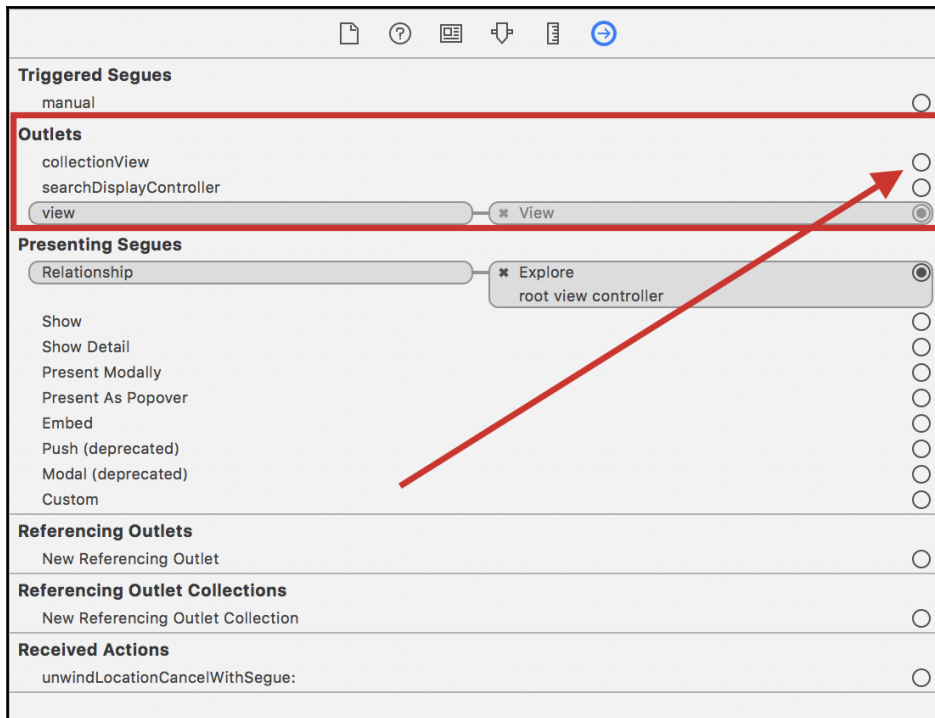 Triggered Segues
manual
Outlets
collectionView
searchDisplayController
view
View
Presenting Segues
Relationship
Explore
root view controller
Show
Show Detail
Present Modally
Present As Popover
Embed
Push (deprecated)
Modal (deprecated)
Custom
Referencing Outlets
New Referencing Outlet
Referencing Outlet Collections
New Referencing Outlet Collection
Received Actions
unwindLocationCancelWithSegue: